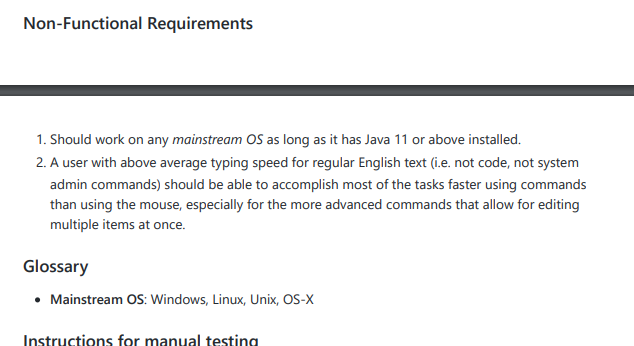 Non-Functional Requirements
1. Should work on any mainstream OS as long as it has Java 11 or above installed.
2. A user with above average typing speed for regular English text (i.e. not code, not system
admin commands) should be able to accomplish most of the tasks faster using commands
than using the mouse, especially for the more advanced commands that allow for editing
multiple items at once.
Glossary
• Mainstream OS: Windows, Linux, Unix, OS-X
Instructions for manual testing